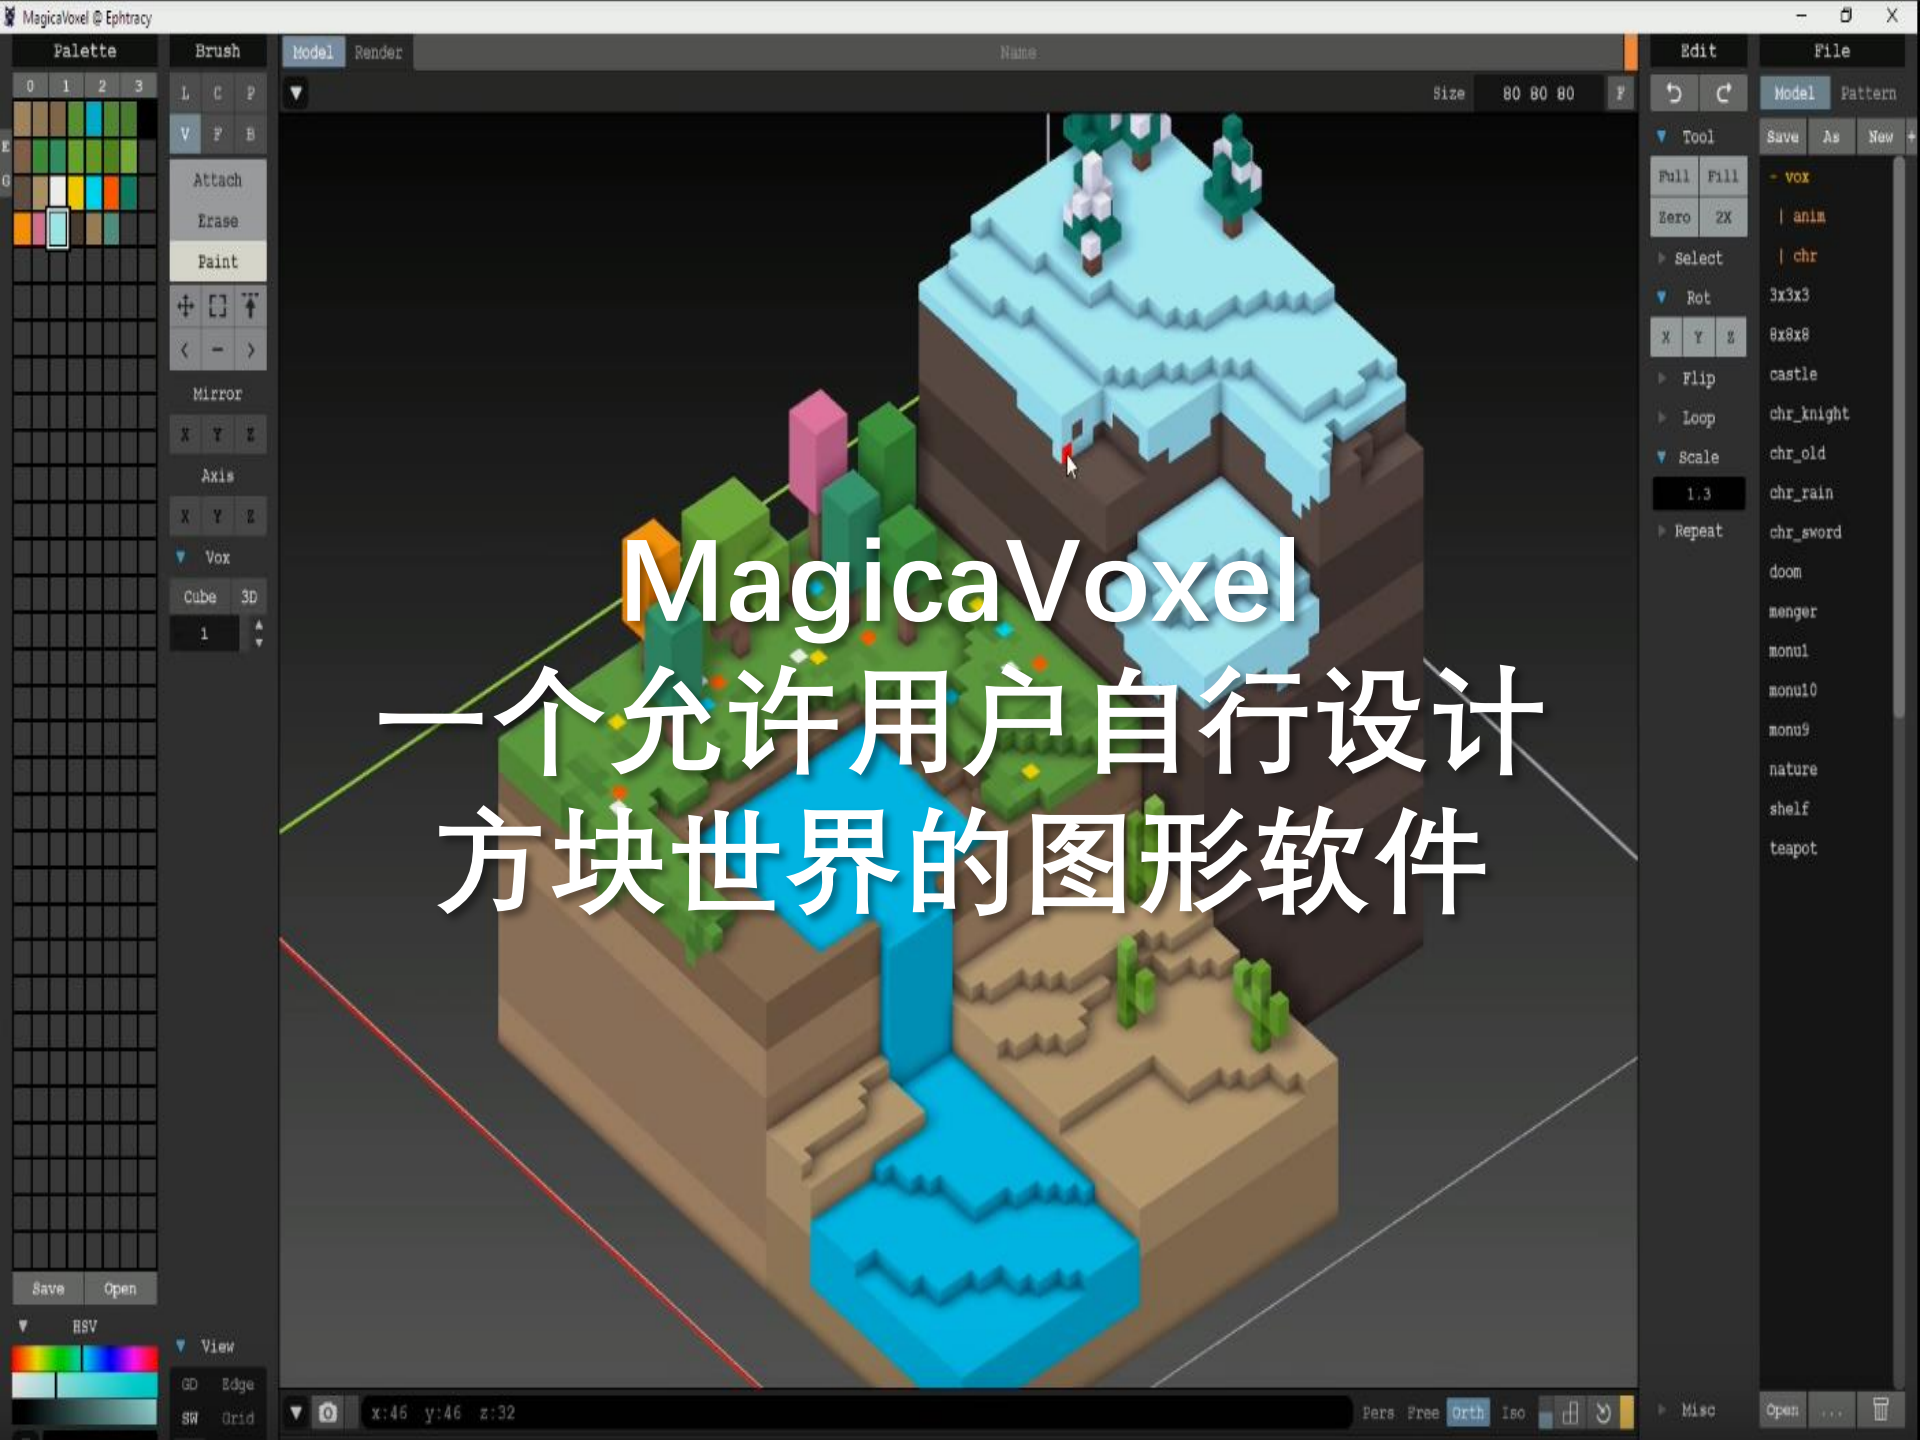 MagicaVoxel @ Ephtracy
Palette
Brush
Model Render
Name
Edit
File
0 1 2 3
L C P
V F B
Size 80 80 80 F
Model Pattern
E
G
Attach
Erase
Paint
Tool
Save As New +
Full Fill
Zero 2X
- vox
| anim
| chr
Select
Rot
X Y Z
3x3x3
8x8x8
castle
chr_knight
chr_old
chr_rain
chr_sword
doom
menger
monu1
monu10
monu9
nature
shelf
teapot
Mirror
X Y Z
Axis
X Y Z
Flip
Loop
Scale
1.3
Repeat
Vox
Cube 3D
1
MagicaVoxel
一个允许用户自行设计
方块世界的图形软件
Save Open
HSV
View
GD Edge
SW Grid
x:46 y:46 z:32
Pers Free Orth Iso
Misc
Open ...